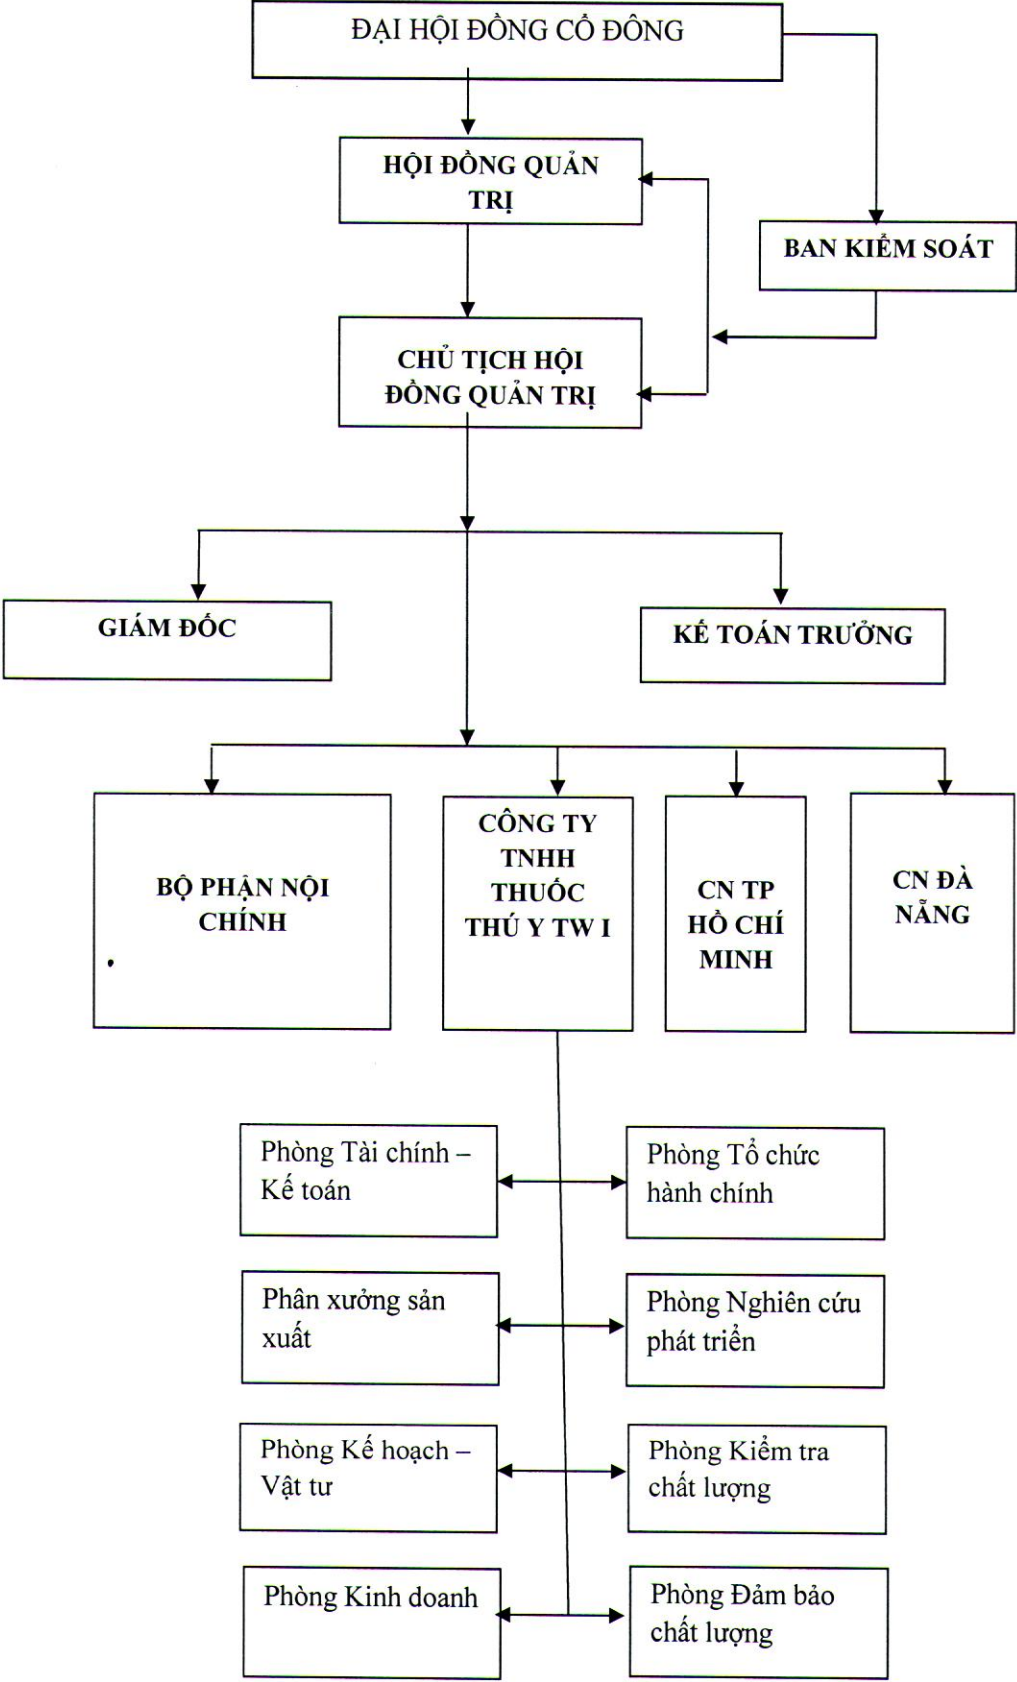 ĐẠI HỘI ĐỒNG CỔ ĐÔNG
HỘI ĐỒNG QUẢN
TRỊ
BAN KIỂM SOÁT
CHỦ TỊCH HỘI
ĐỒNG QUẢN TRỊ
GIÁM ĐỐC
KẾ TOÁN TRƯỞNG
BỘ PHẬN NỘI
CHÍNH
CÔNG TY
TNHH
THUỐC
THÚ Y TW I
CN TP
HỒ CHÍ
MINH
CN ĐÀ
NẴNG
Phòng Tài chính –
Kế toán
Phòng Tổ chức
hành chính
Phân xưởng sản
xuất
Phòng Nghiên cứu
phát triển
Phòng Kế hoạch –
Vật tư
Phòng Kiểm tra
chất lượng
Phòng Kinh doanh
Phòng Đảm bảo
chất lượng